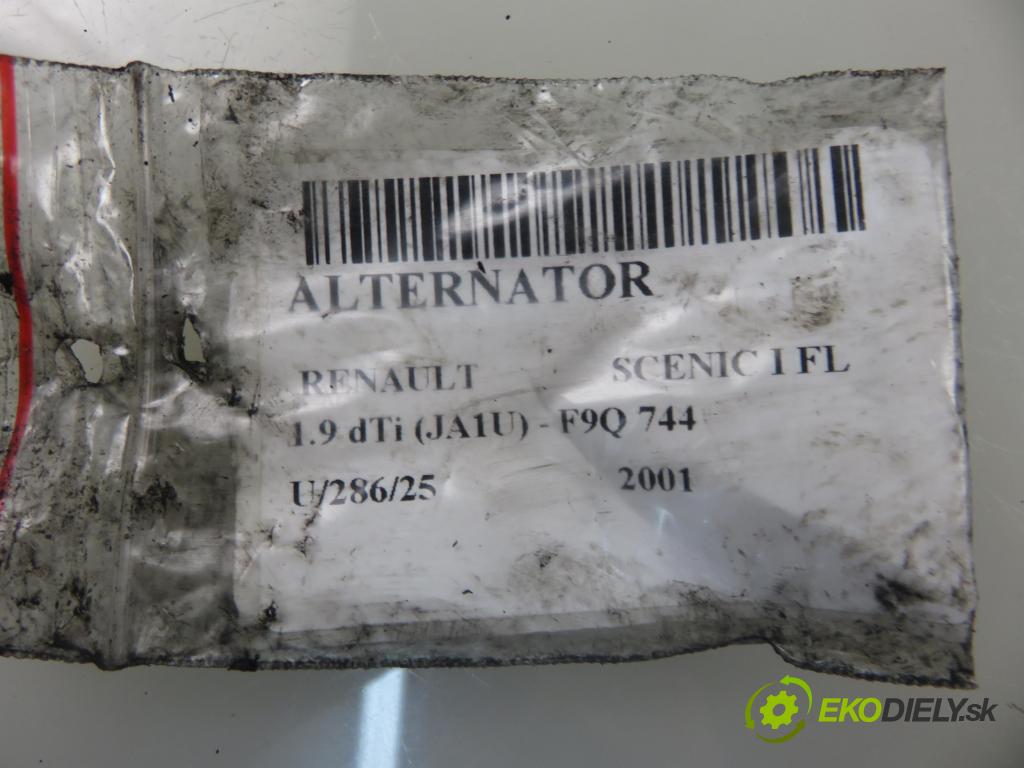 ALTERNATOR
RENAULT SCENIC I FL
1.9 dTi (JA1U) - F9Q 744
U/286/25 2001
EKODIELY.sk